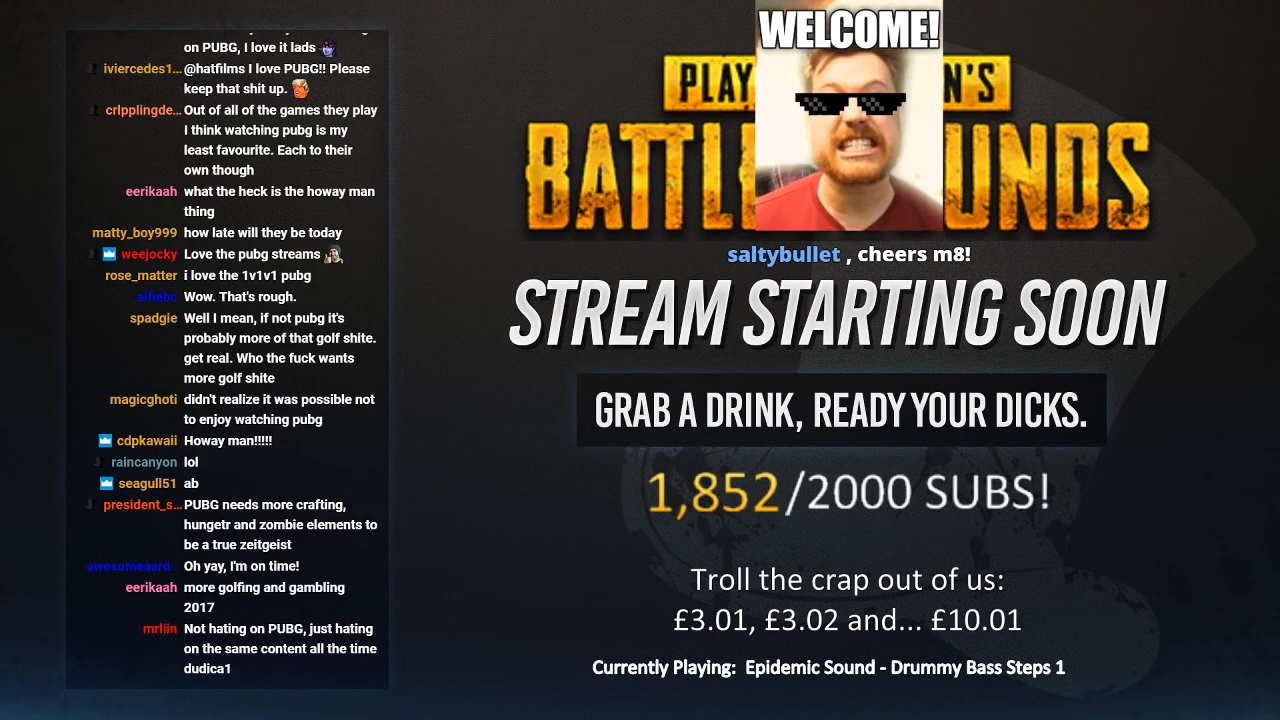 on PUBG, I love it lads
iviercedes1... @hatfilms I love PUBG!! Please
keep that shit up.
crlpplingde... Out of all of the games they play
I think watching pubg is my
least favourite. Each to their
own though
eerikaah what the heck is the howay man
thing
matty_boy999 how late will they be today
weejocky Love the pubg streams
rose_matter i love the 1v1v1 pubg
alfiebc Wow. That's rough.
spadgie Well I mean, if not pubg it's
probably more of that golf shite.
get real. Who the fuck wants
more golf shite
magicghoti didn't realize it was possible not
to enjoy watching pubg
cdpkawaii Howay man!!!!!
raincanyon lol
seagull51 ab
president_s... PUBG needs more crafting,
hungetr and zombie elements to
be a true zeitgeist
awesomeaard... Oh yay, I'm on time!
eerikaah more golfing and gambling
2017
mrliin Not hating on PUBG, just hating
on the same content all the time
dudica1
WELCOME!
PLAY N'S
BATTL UNDS
saltybullet , cheers m8!
STREAM STARTING SOON
GRAB A DRINK, READY YOUR DICKS.
1,852/2000 SUBS!
Troll the crap out of us:
£3.01, £3.02 and... £10.01
Currently Playing: Epidemic Sound - Drummy Bass Steps 1